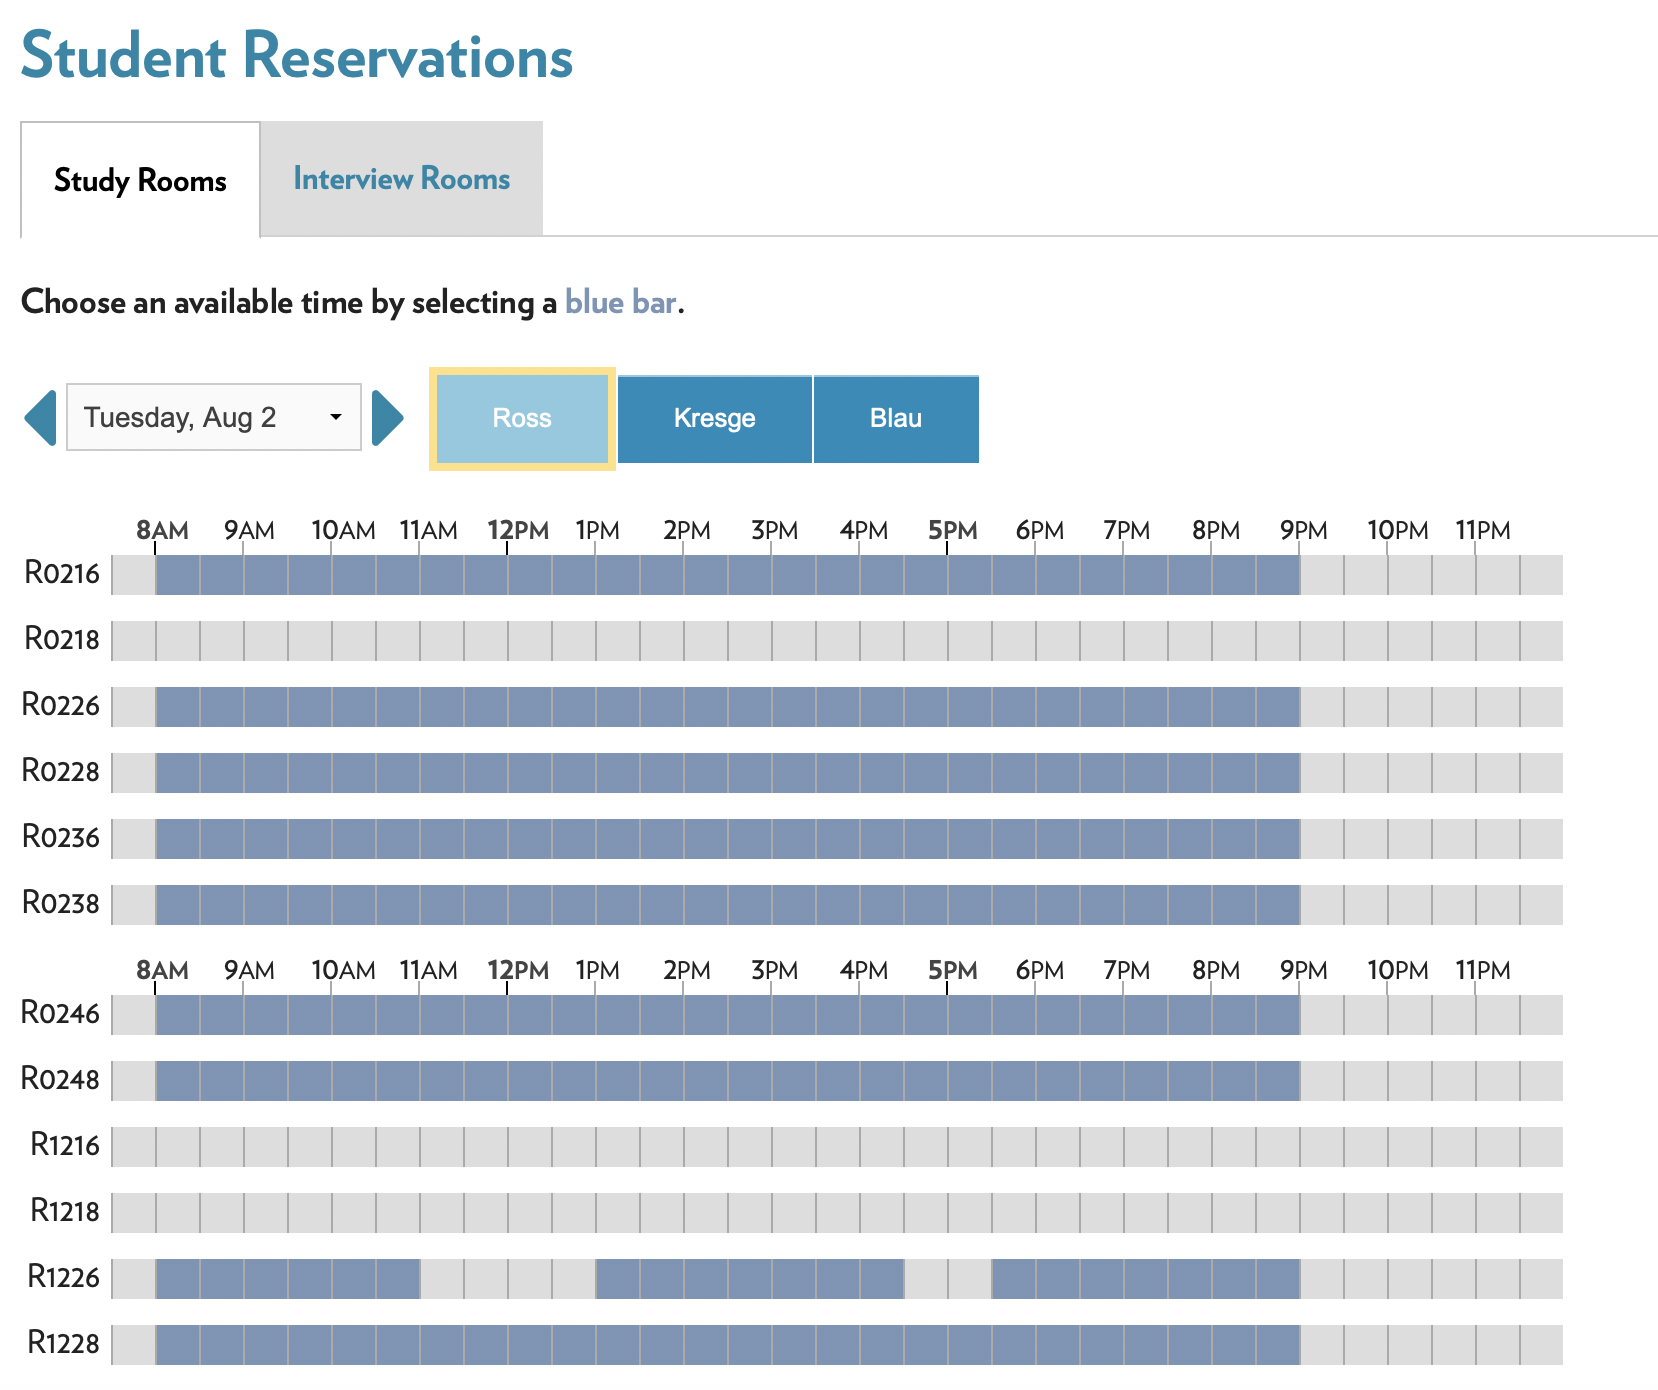 Student Reservations
Study Rooms
Interview Rooms
Choose an available time by selecting a blue bar.
Tuesday, Aug 2
Ross
Kresge
Blau
8AM 9AM 10AM 11AM 12PM 1PM 2PM 3PM 4PM 5PM 6PM 7PM 8PM 9PM 10PM 11PM
R0216
R0218
R0226
R0228
R0236
R0238
8AM 9AM 10AM 11AM 12PM 1PM 2PM 3PM 4PM 5PM 6PM 7PM 8PM 9PM 10PM 11PM
R0246
R0248
R1216
R1218
R1226
R1228